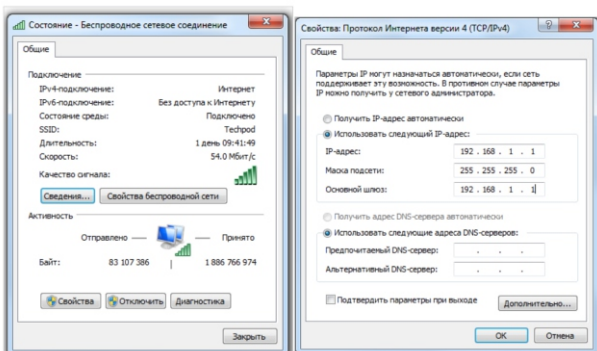 Состояние - Беспроводное сетевое соединение
Общие
Подключение
IPv4-подключение: Интернет
IPv6-подключение: Без доступа к Интернету
Состояние среды: Подключено
SSID: Techpod
Длительность: 1 день 09:41:49
Скорость: 54.0 Мбит/с
Качество сигнала:
Сведения... Свойства беспроводной сети
Активность
Отправлено — — Принято
Байт: 83 107 386 | 1 886 766 974
Свойства Отключить Диагностика
Закрыть
Свойства: Протокол Интернета версии 4 (TCP/IPv4)
Общие
Параметры IP могут назначаться автоматически, если сеть
поддерживает эту возможность. В противном случае параметры
IP можно получить у сетевого администратора.
Получить IP-адрес автоматически
Использовать следующий IP-адрес:
IP-адрес: 192 . 168 . 1 . 1
Маска подсети: 255 . 255 . 255 . 0
Основной шлюз: 192 . 168 . 1 . 1
Получить адрес DNS-сервера автоматически
Использовать следующие адреса DNS-серверов:
Предпочитаемый DNS-сервер: . . .
Альтернативный DNS-сервер: . . .
Подтвердить параметры при выходе Дополнительно...
ОК Отмена